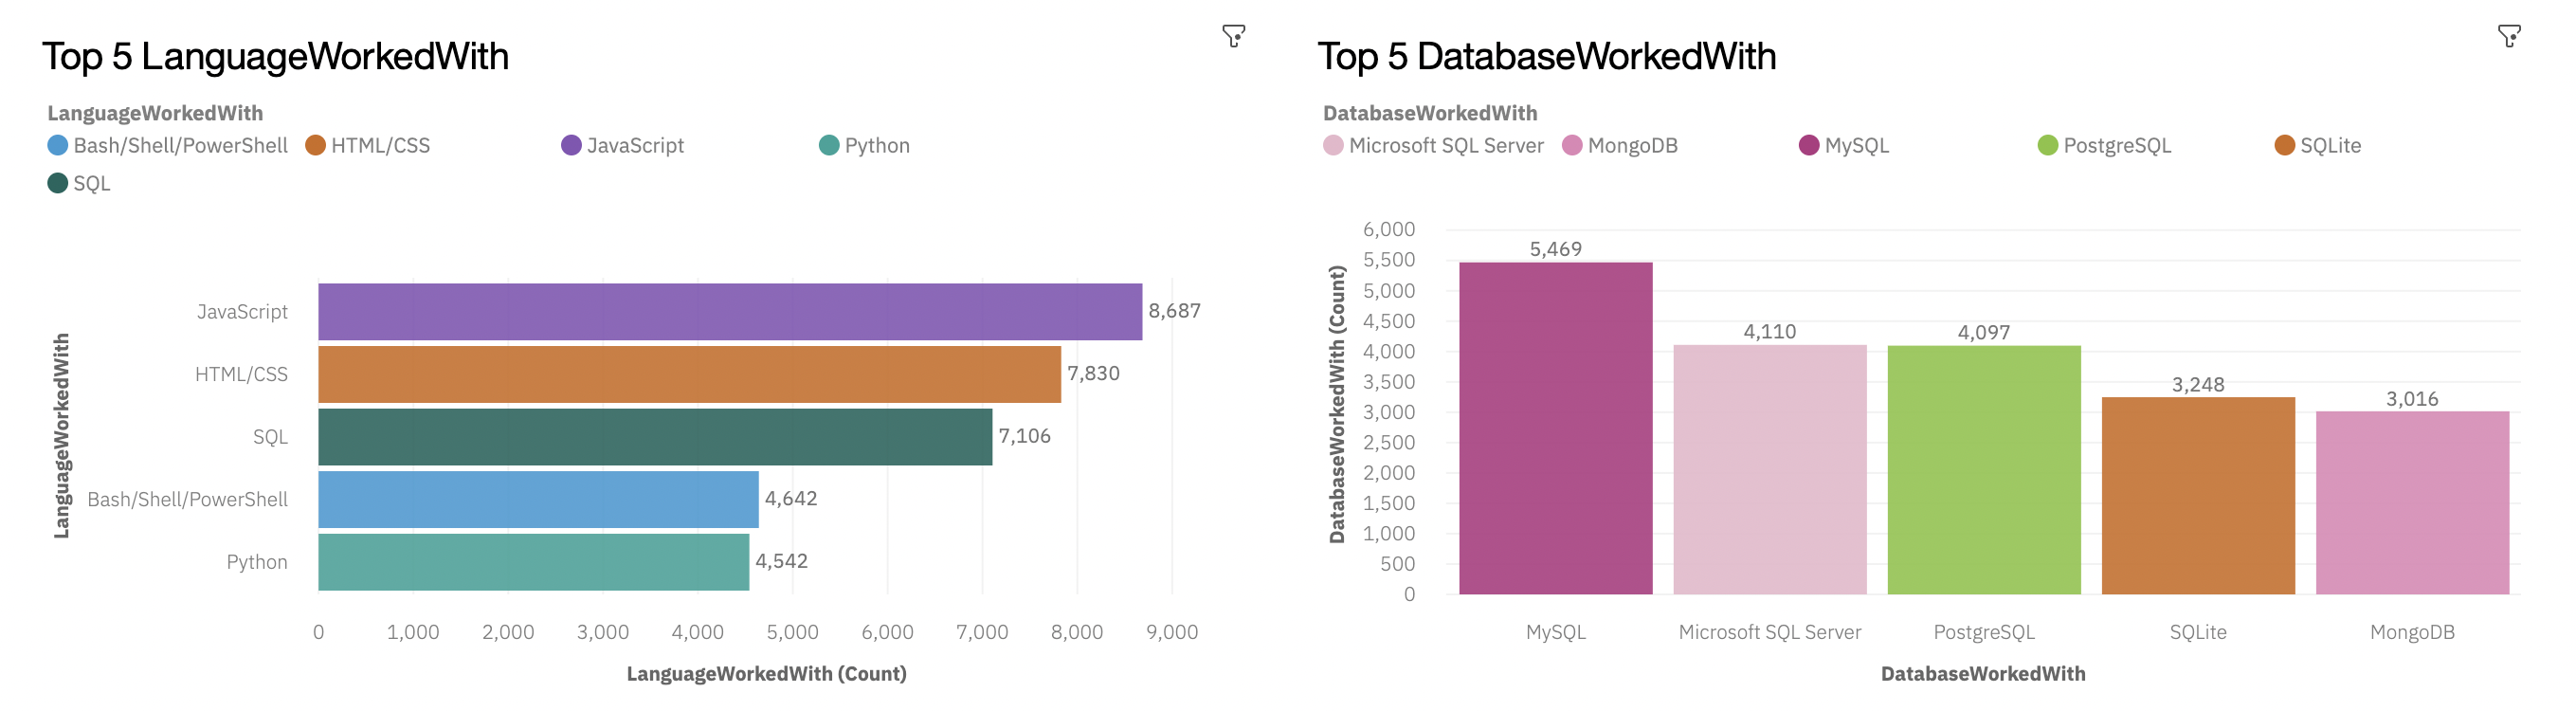 Top 5 LanguageWorkedWith
LanguageWorkedWith
Bash/Shell/PowerShell HTML/CSS JavaScript Python
SQL
LanguageWorkedWith
JavaScript 8,687
HTML/CSS 7,830
SQL 7,106
Bash/Shell/PowerShell 4,642
Python 4,542
0 1,000 2,000 3,000 4,000 5,000 6,000 7,000 8,000 9,000
LanguageWorkedWith (Count)
Top 5 DatabaseWorkedWith
DatabaseWorkedWith
Microsoft SQL Server MongoDB MySQL PostgreSQL SQLite
DatabaseWorkedWith (Count)
6,000
5,500
5,000
4,500
4,000
3,500
3,000
2,500
2,000
1,500
1,000
500
0
5,469 4,110 4,097 3,248 3,016
MySQL Microsoft SQL Server PostgreSQL SQLite MongoDB
DatabaseWorkedWith